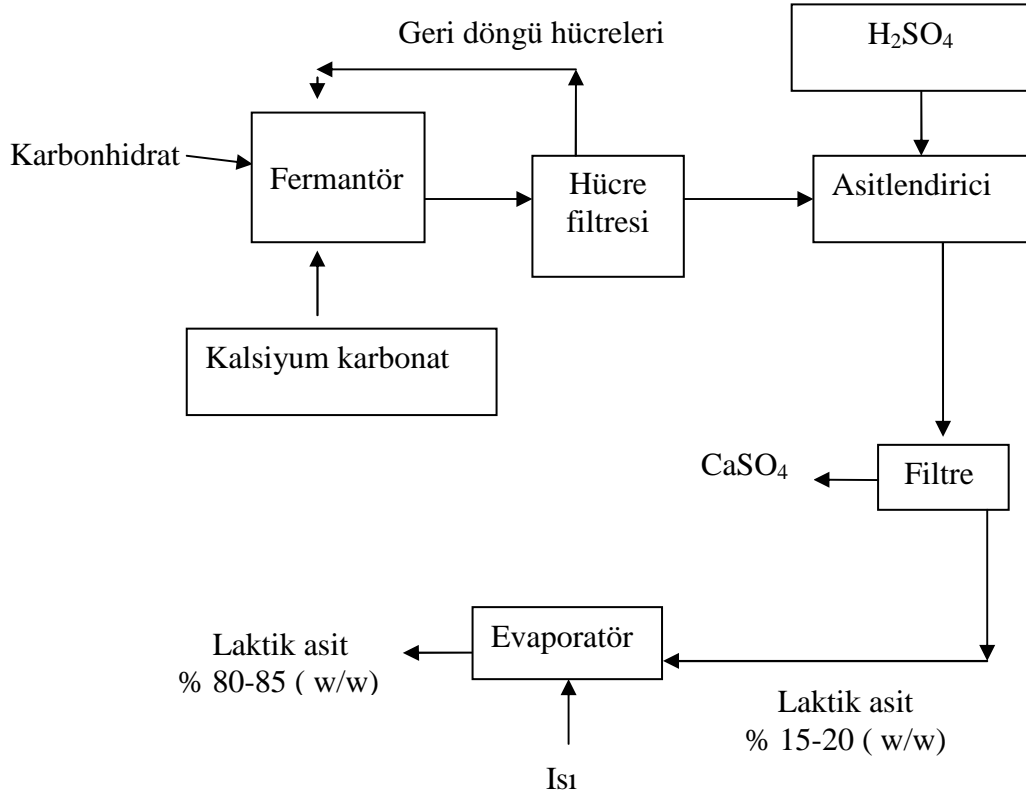 Geri döngü hücreleri
H₂SO₄
Karbonhidrat
Fermantör
Hücre
filtresi
Asitlendirici
Kalsiyum karbonat
CaSO₄
Filtre
Evaporatör
Laktik asit
% 80-85 ( w/w)
Laktik asit
% 15-20 ( w/w)
Isı